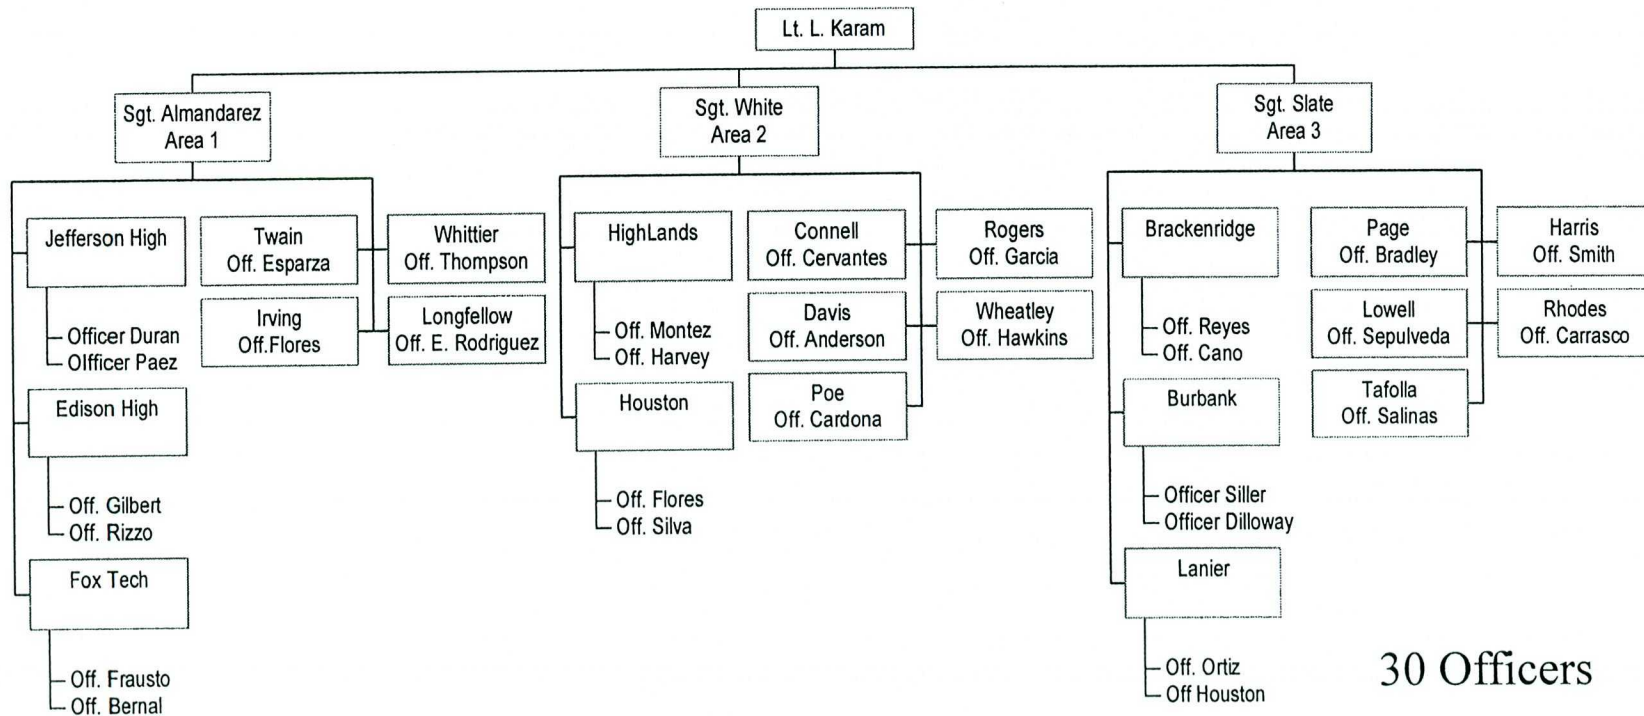 Lt. L. Karam
Sgt. Almandarez
Area 1
Jefferson High
Officer Duran
OIfficer Paez
Edison High
Off. Gilbert
Off. Rizzo
Fox Tech
Off. Frausto
Off. Bernal
Twain
Off. Esparza
Irving
Off.Flores
Whittier
Off. Thompson
Longfellow
Off. E. Rodriguez
Sgt. White
Area 2
HighLands
Off. Montez
Off. Harvey
Houston
Off. Flores
Off. Silva
Connell
Off. Cervantes
Davis
Off. Anderson
Poe
Off. Cardona
Rogers
Off. Garcia
Wheatley
Off. Hawkins
Sgt. Slate
Area 3
Brackenridge
Off. Reyes
Off. Cano
Burbank
Officer Siller
Officer Dilloway
Lanier
Off. Ortiz
Off Houston
Page
Off. Bradley
Lowell
Off. Sepulveda
Tafolla
Off. Salinas
Harris
Off. Smith
Rhodes
Off. Carrasco
30 Officers